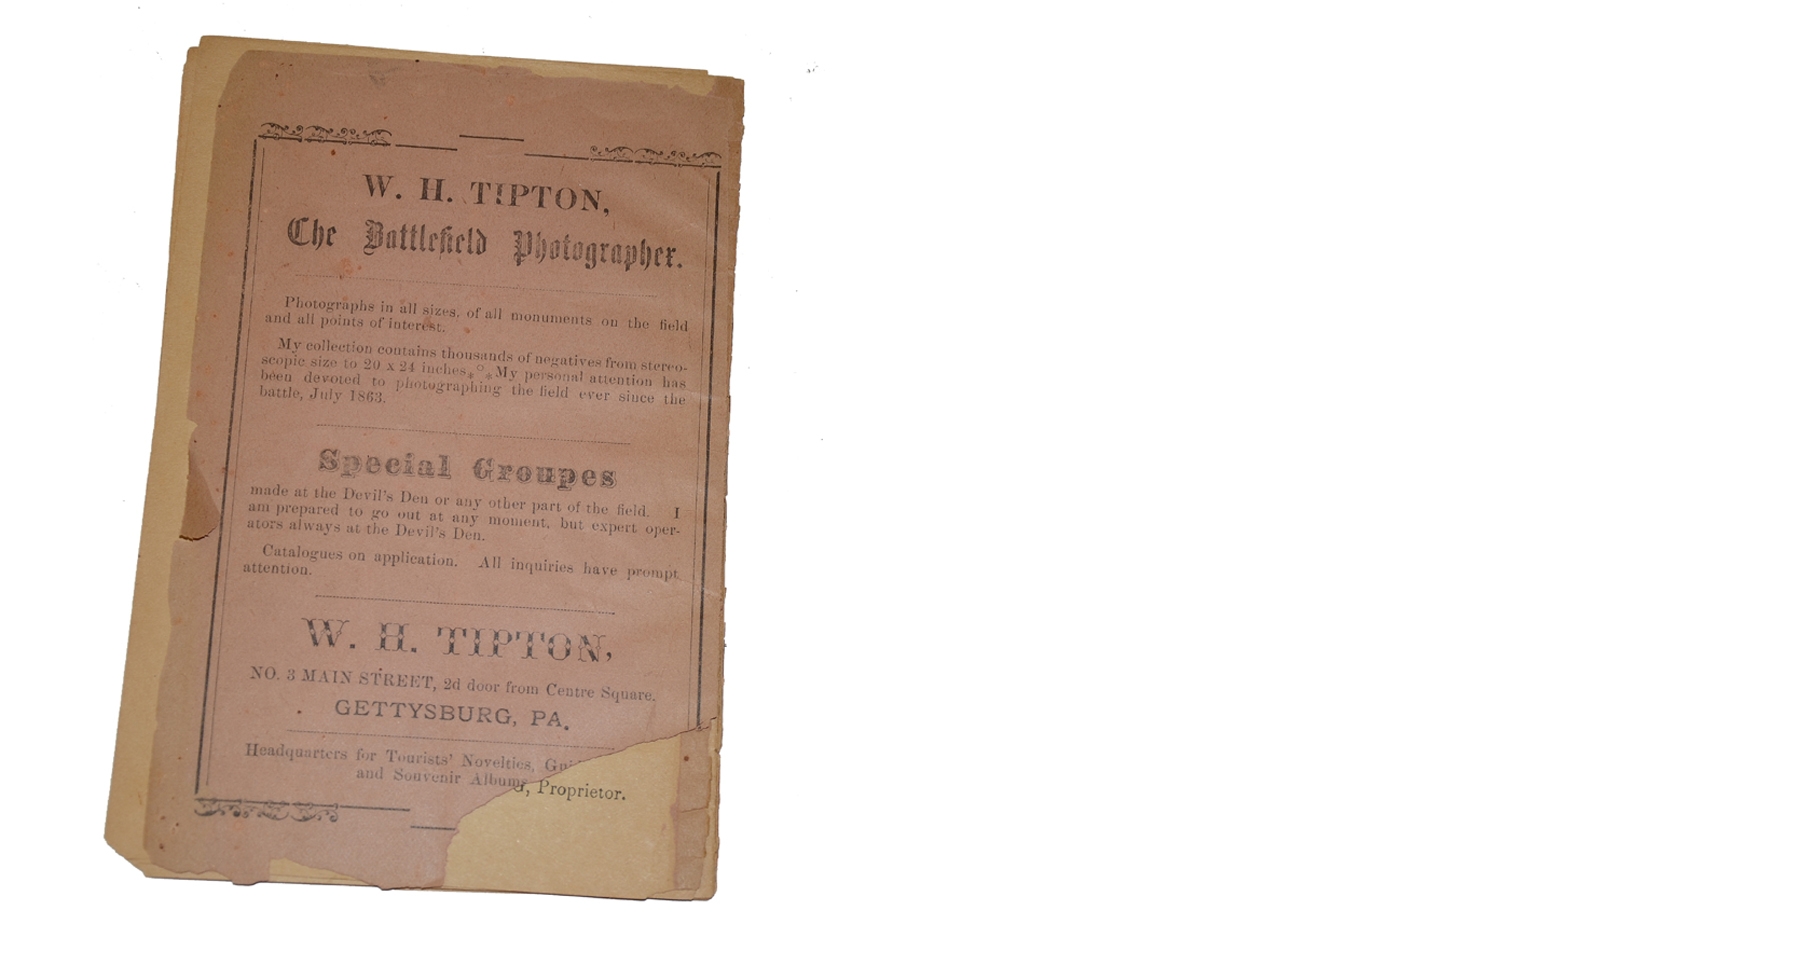 W. H. TIPTON,
The Battlefield Photographer.
Photographs in all sizes, of all monuments on the field
and all points of interest.
My collection contains thousands of negatives from stereo-
scopic size to 20 x 24 inches⁎°⁎My personal attention has
been devoted to photographing the field ever since the
battle, July 1863.
Special Groupes
made at the Devil's Den or any other part of the field. I
am prepared to go out at any moment, but expert oper-
ators always at the Devil's Den.
Catalogues on application. All inquiries have prompt
attention.
W. H. TIPTON,
NO. 3 MAIN STREET, 2d door from Centre Square.
GETTYSBURG, PA.
Headquarters for Tourists' Novelties,
and Souvenir Albums
, Proprietor.